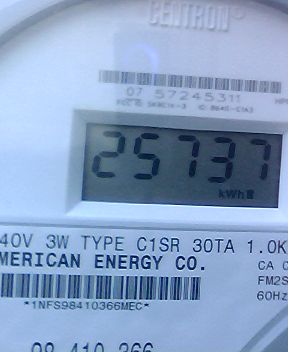 CENTRON®
07 57245311
25737
kWh
40V 3W TYPE C1SR 30TA 1.0K
MERICAN ENERGY CO.
CA 0
FM2S
*1NFS98410366MEC*
60Hz
98 410 366